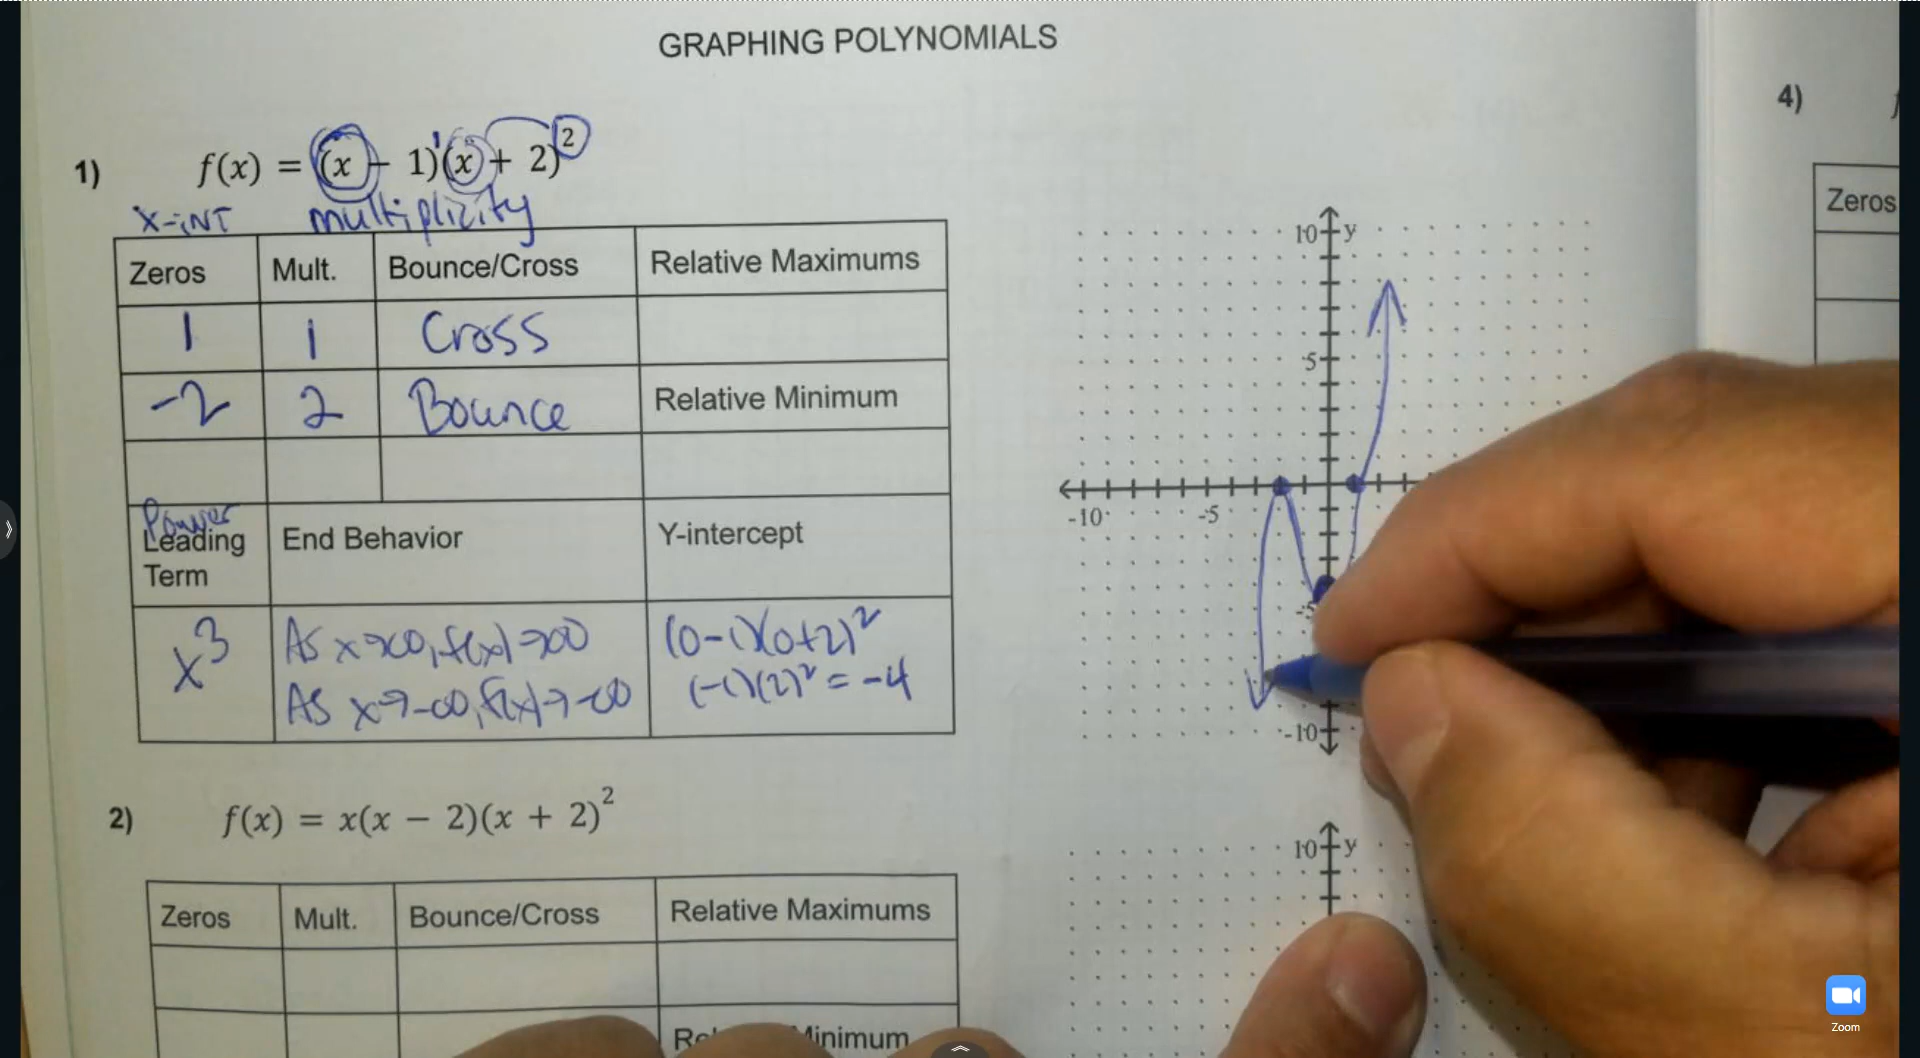 GRAPHING POLYNOMIALS
1) f(x) = (x − 1)¹(x + 2)²
x-iNT multiplicity
Zeros Mult. Bounce/Cross Relative Maximums
1 1 Cross
-2 2 Bounce Relative Minimum
Power
Leading Term End Behavior Y-intercept
x³ As x→∞, f(x)→∞ (0-1)(0+2)²
As x→-∞, f(x)→-∞ (-1)(2)² = -4
10 y
5
-10 -5
-5
-10
2) f(x) = x(x − 2)(x + 2)²
Zeros Mult. Bounce/Cross Relative Maximums
Minimum
10 y
4)
Zeros
Zoom